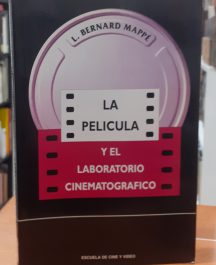 L. BERNARD MAPPÉ
LA
PELICULA
Y EL
LABORATORIO
CINEMATOGRAFICO
ESCUELA DE CINE Y VIDEO